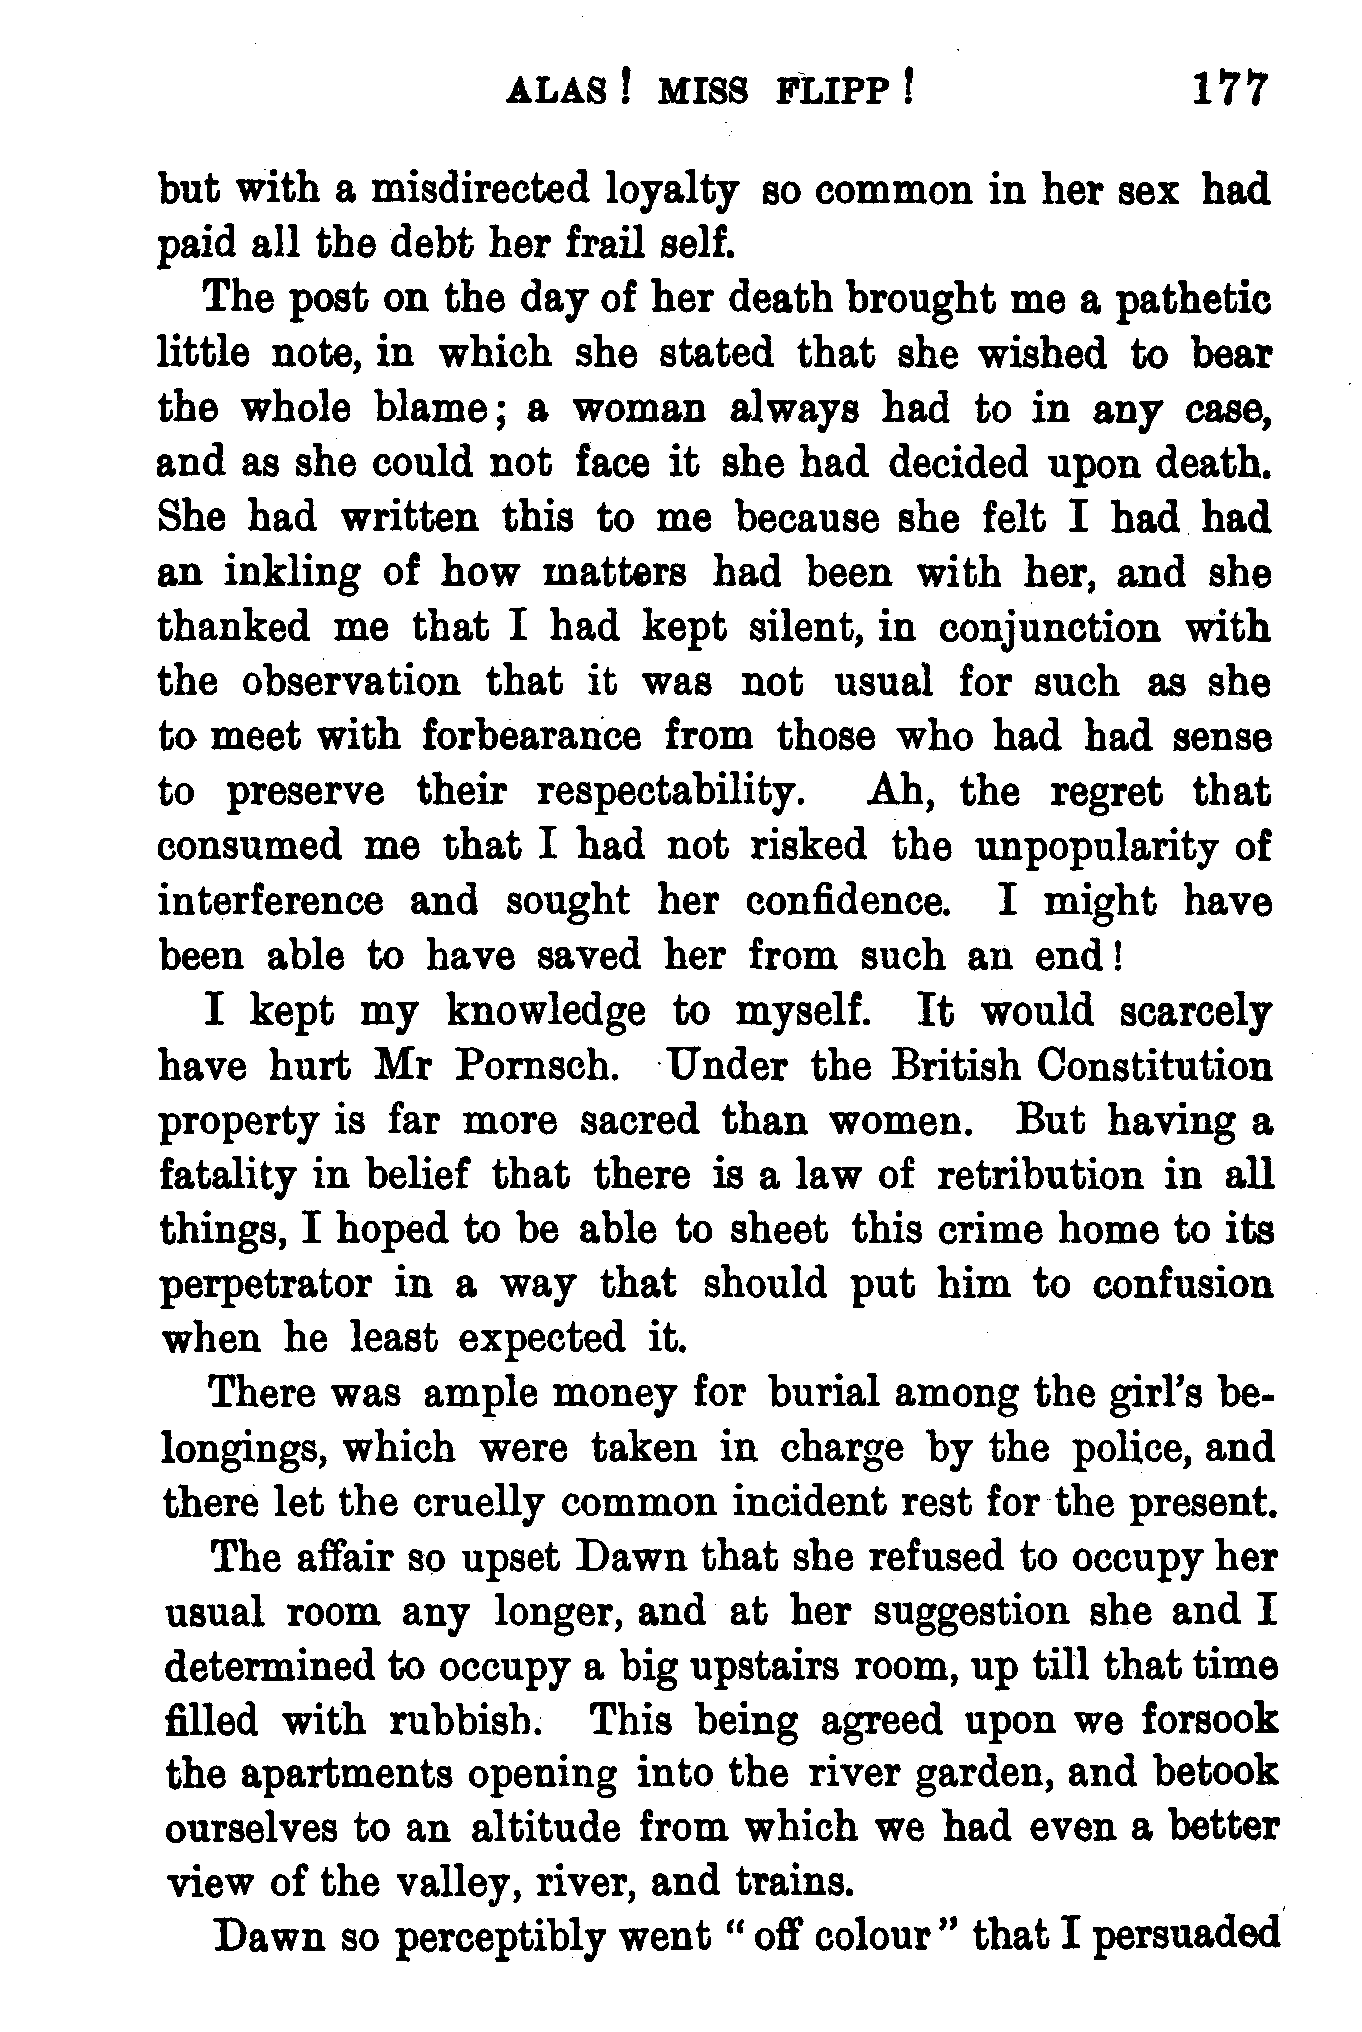 ALAS! MISS FLIPP! 177
but with a misdirected loyalty so common in her sex had
paid all the debt her frail self.
The post on the day of her death brought me a pathetic
little note, in which she stated that she wished to bear
the whole blame; a woman always had to in any case,
and as she could not face it she had decided upon death.
She had written this to me because she felt I had had
an inkling of how matters had been with her, and she
thanked me that I had kept silent, in conjunction with
the observation that it was not usual for such as she
to meet with forbearance from those who had had sense
to preserve their respectability. Ah, the regret that
consumed me that I had not risked the unpopularity of
interference and sought her confidence. I might have
been able to have saved her from such an end!
I kept my knowledge to myself. It would scarcely
have hurt Mr Pornsch. Under the British Constitution
property is far more sacred than women. But having a
fatality in belief that there is a law of retribution in all
things, I hoped to be able to sheet this crime home to its
perpetrator in a way that should put him to confusion
when he least expected it.
There was ample money for burial among the girl's be-
longings, which were taken in charge by the police, and
there let the cruelly common incident rest for the present.
The affair so upset Dawn that she refused to occupy her
usual room any longer, and at her suggestion she and I
determined to occupy a big upstairs room, up till that time
filled with rubbish. This being agreed upon we forsook
the apartments opening into the river garden, and betook
ourselves to an altitude from which we had even a better
view of the valley, river, and trains.
Dawn so perceptibly went "off colour" that I persuaded